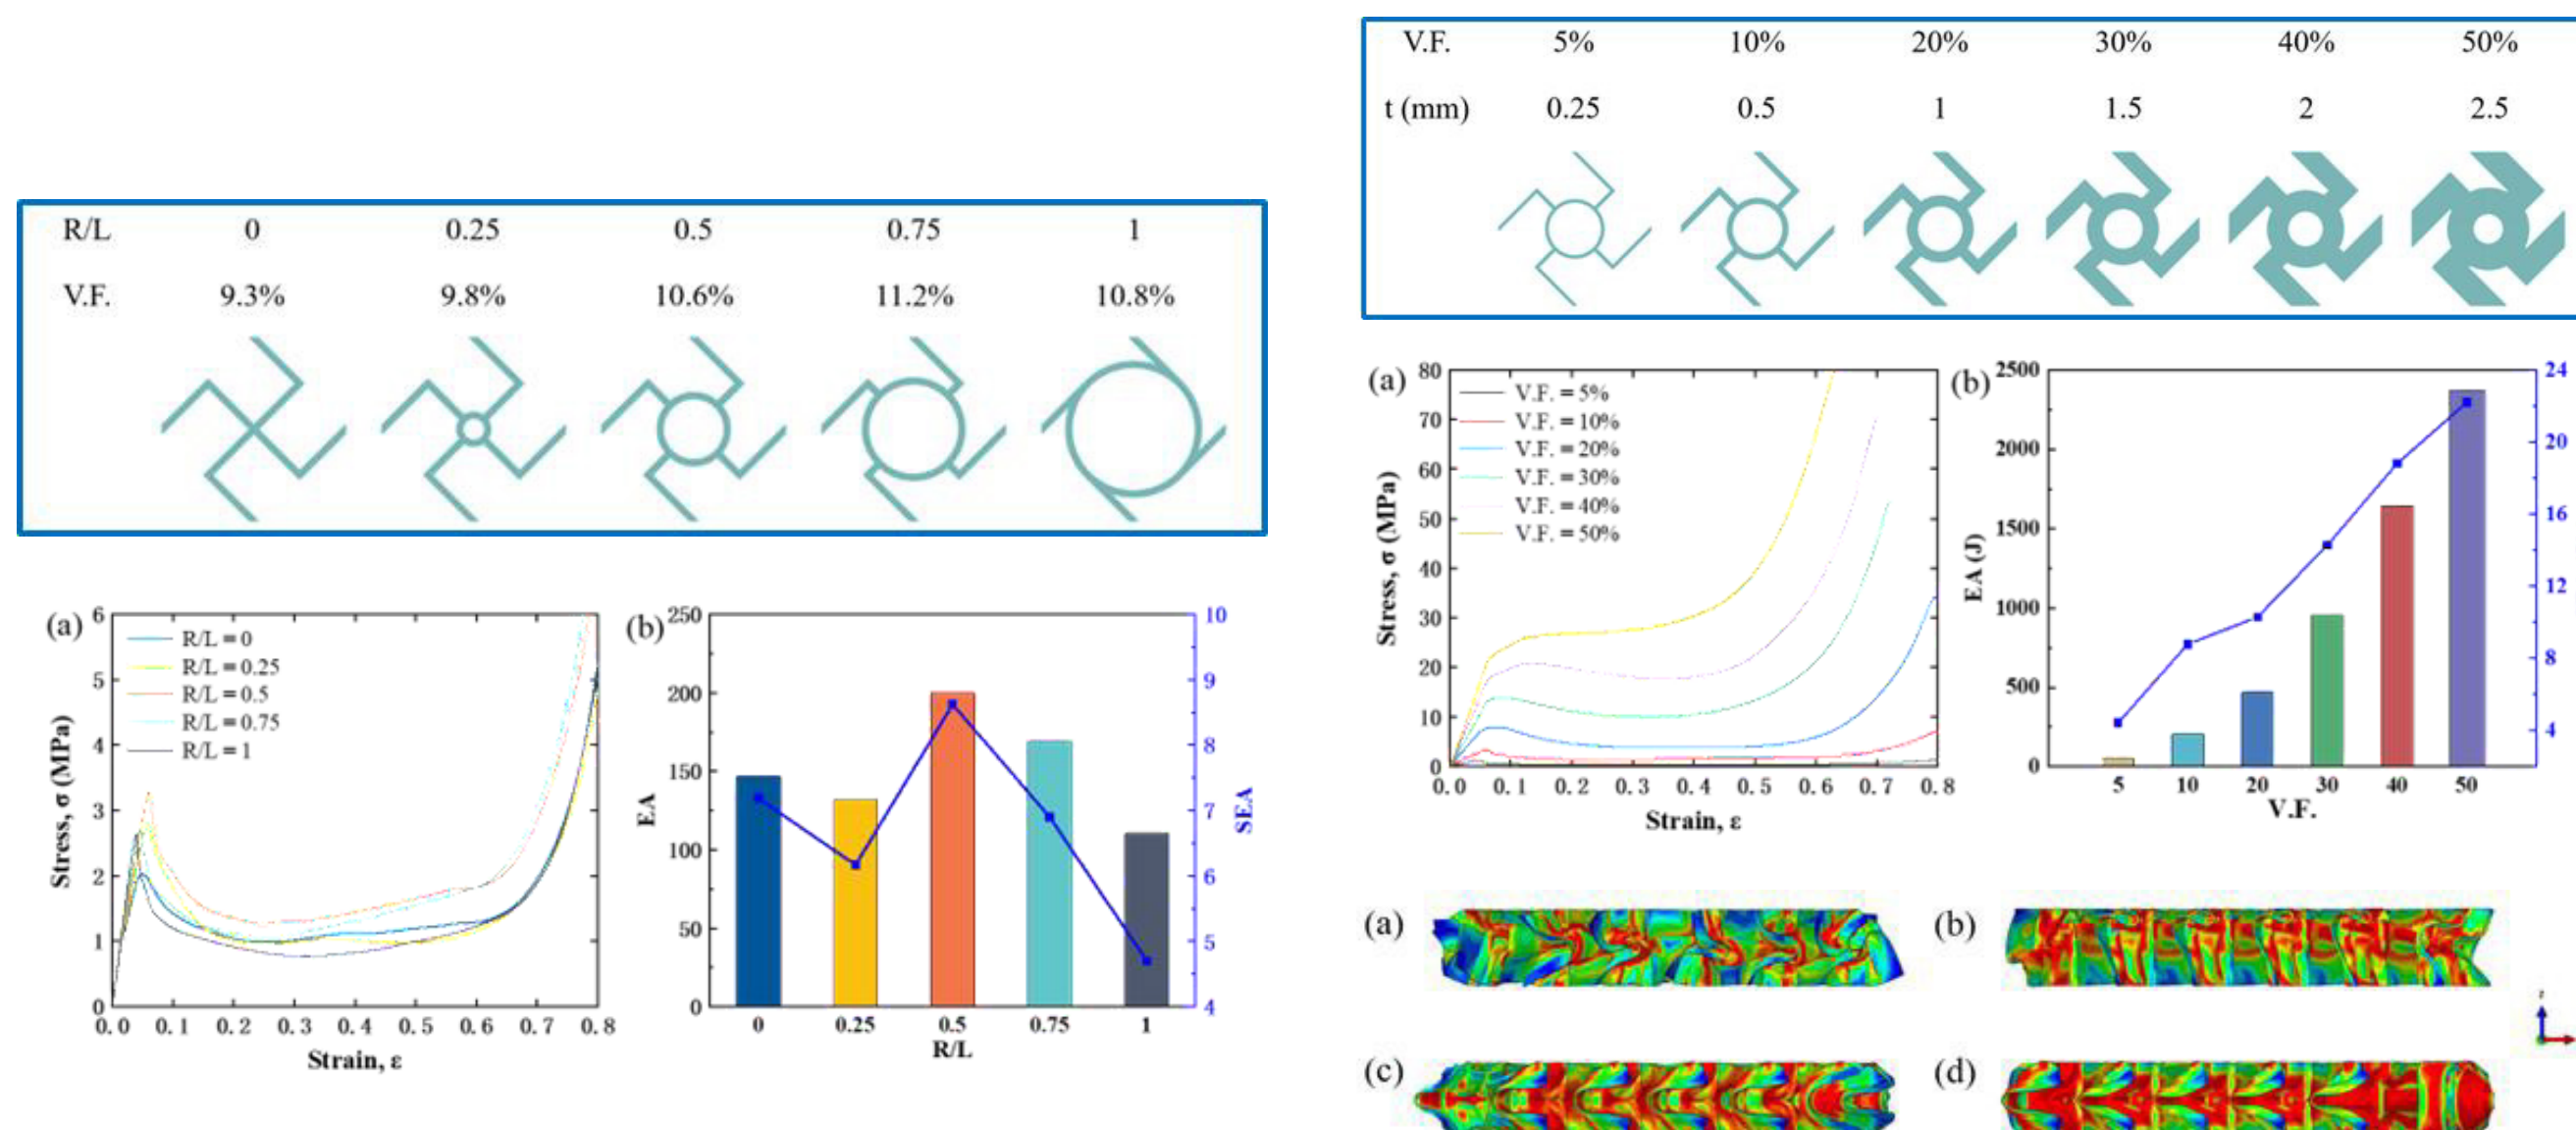 R/L 0 0.25 0.5 0.75 1
V.F. 9.3% 9.8% 10.6% 11.2% 10.8%
(a)
6
5
4
3
2
1
0
Stress, σ (MPa)
R/L = 0
R/L = 0.25
R/L = 0.5
R/L = 0.75
R/L = 1
0.0 0.1 0.2 0.3 0.4 0.5 0.6 0.7 0.8
Strain, ε
(b)
250
200
150
100
50
0
EA
10
9
8
7
6
5
4
SEA
0 0.25 0.5 0.75 1
R/L
V.F. 5% 10% 20% 30% 40% 50%
t (mm) 0.25 0.5 1 1.5 2 2.5
(a)
80
70
60
50
40
30
20
10
0
Stress, σ (MPa)
V.F. = 5%
V.F. = 10%
V.F. = 20%
V.F. = 30%
V.F. = 40%
V.F. = 50%
0.0 0.1 0.2 0.3 0.4 0.5 0.6 0.7 0.8
Strain, ε
(b)
2500
2000
1500
1000
500
0
EA (J)
24
20
16
12
8
4
5 10 20 30 40 50
V.F.
(a) (b)
(c) (d)